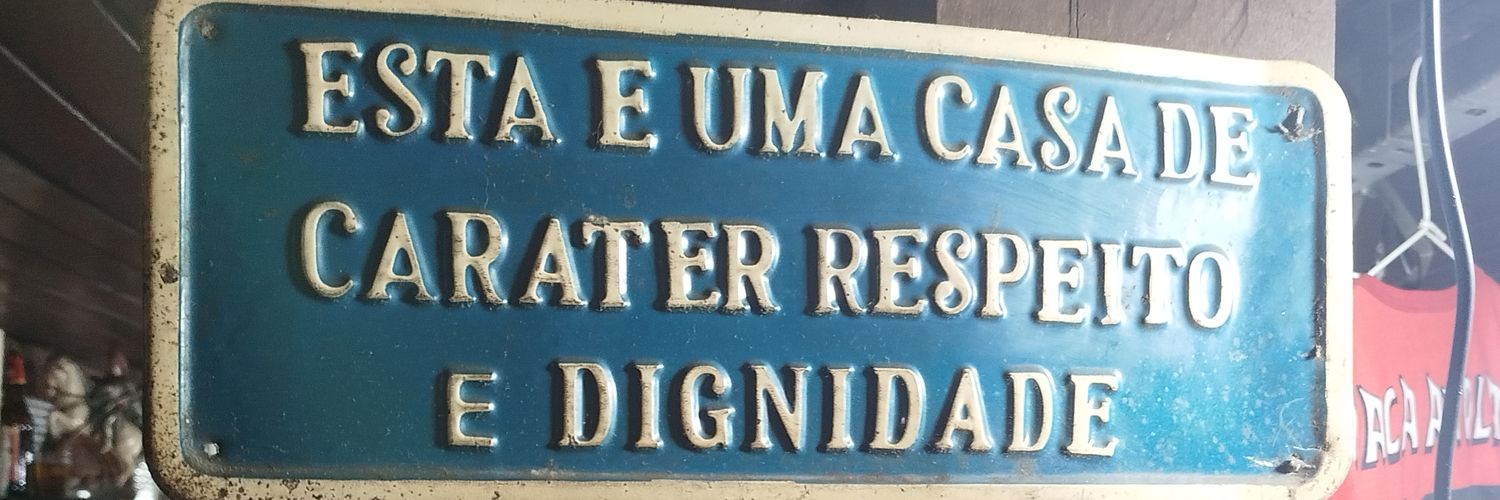 ESTA E UMA CASA DE
CARATER RESPEITO
E DIGNIDADE